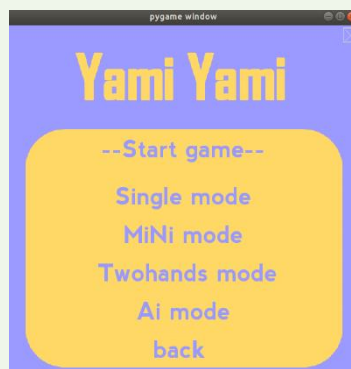 pygame window
Yami Yami
--Start game--
Single mode
MiNi mode
Twohands mode
Ai mode
back